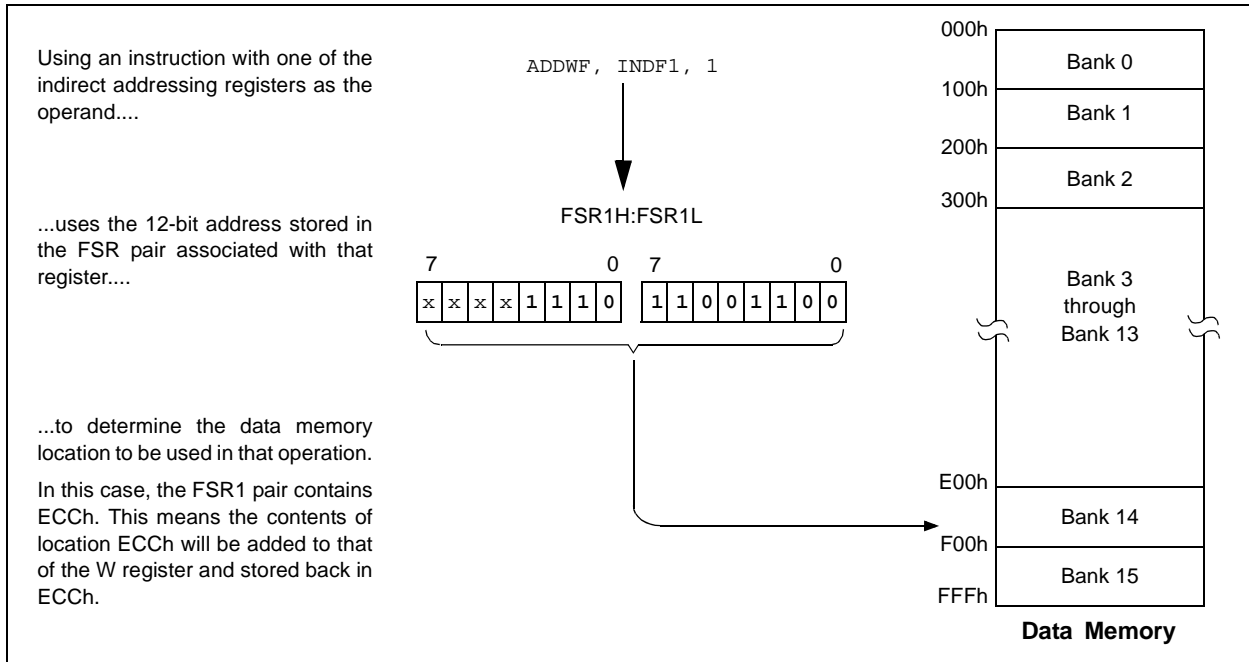 Using an instruction with one of the
indirect addressing registers as the
operand....
ADDWF, INDF1, 1
...uses the 12-bit address stored in
the FSR pair associated with that
register....
FSR1H:FSR1L
7 0 7 0
x x x x 1 1 1 0 1 1 0 0 1 1 0 0
...to determine the data memory
location to be used in that operation.
In this case, the FSR1 pair contains
ECCh. This means the contents of
location ECCh will be added to that
of the W register and stored back in
ECCh.
000h
Bank 0
100h
Bank 1
200h
Bank 2
300h
Bank 3
through
Bank 13
E00h
Bank 14
F00h
Bank 15
FFFh
Data Memory